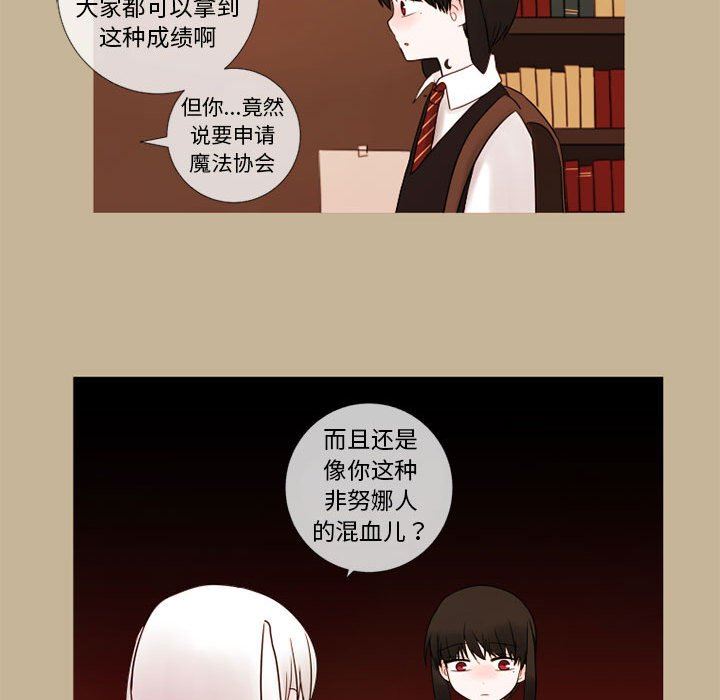 大家都可以拿到
这种成绩啊
但你...竟然
说要申请
魔法协会
而且还是
像你这种
非努娜人
的混血儿？